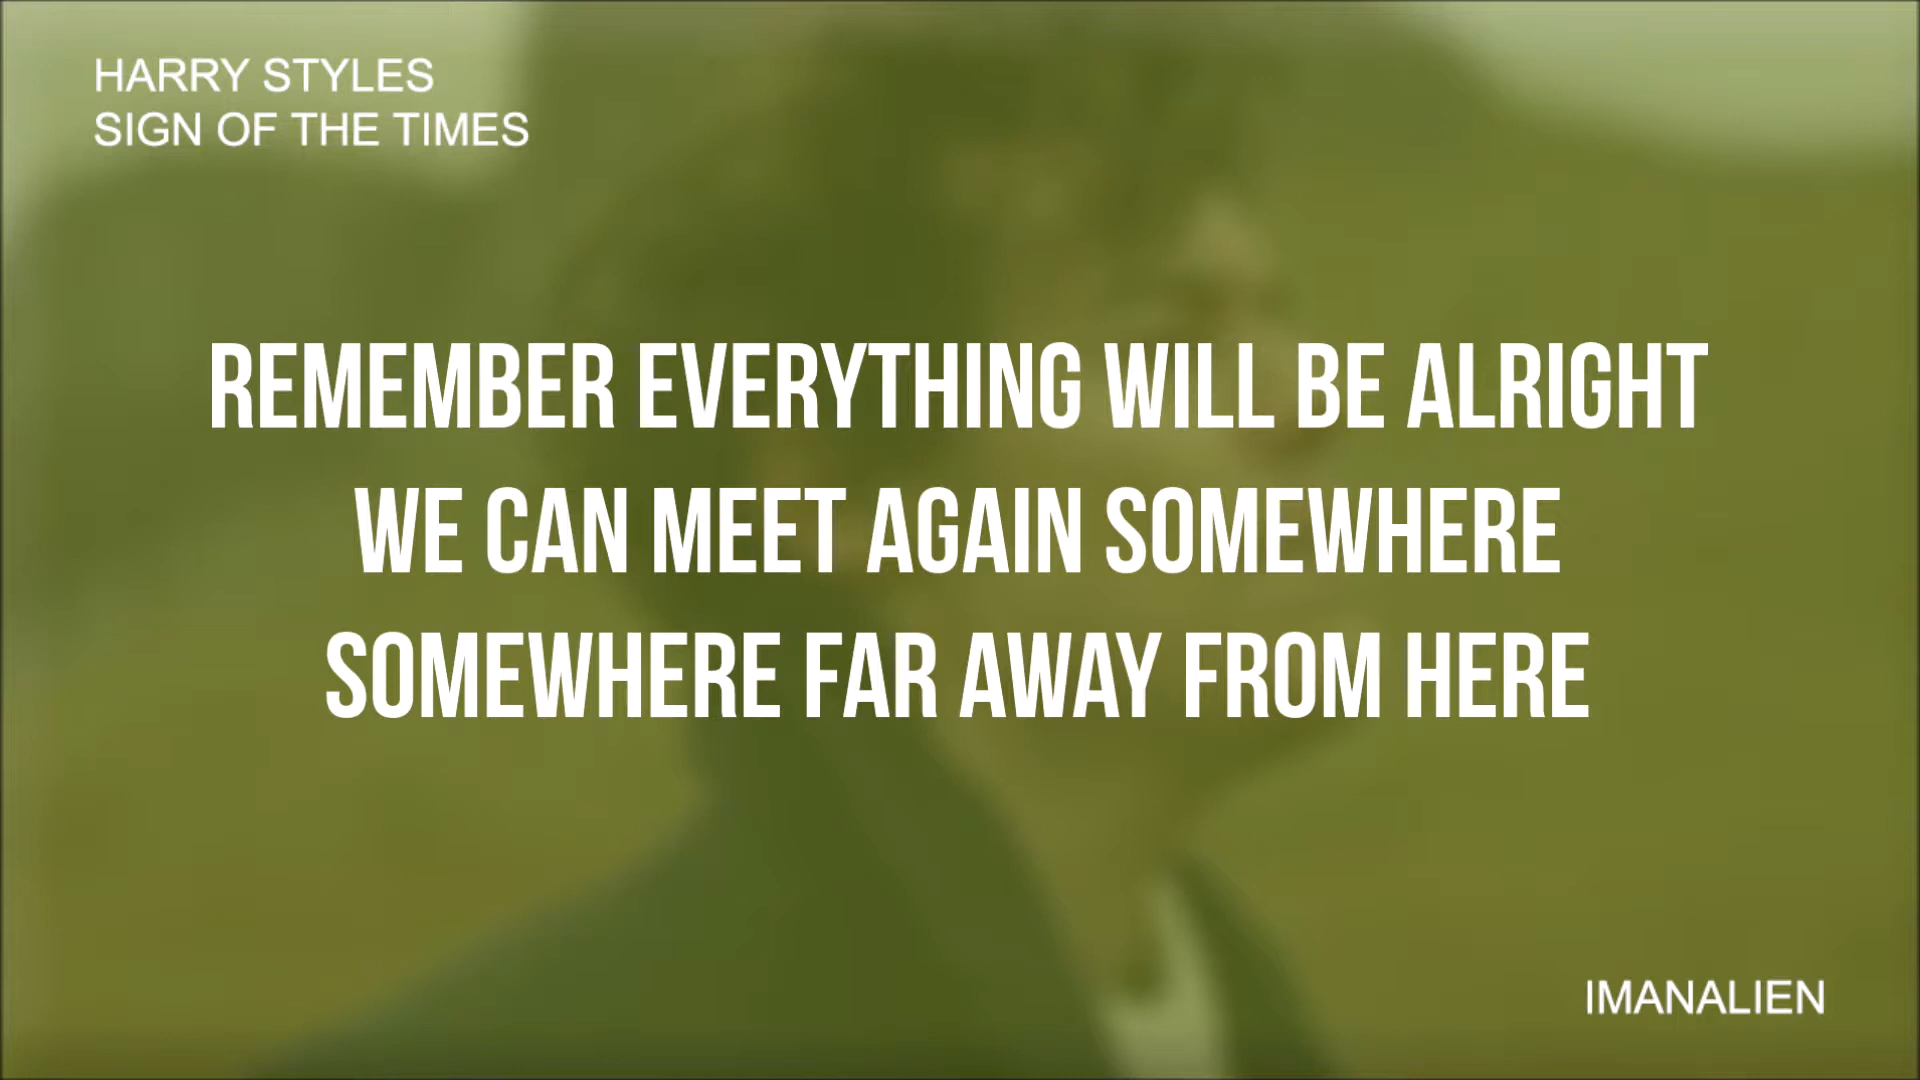 HARRY STYLES
SIGN OF THE TIMES
REMEMBER EVERYTHING WILL BE ALRIGHT
WE CAN MEET AGAIN SOMEWHERE
SOMEWHERE FAR AWAY FROM HERE
IMANALIEN